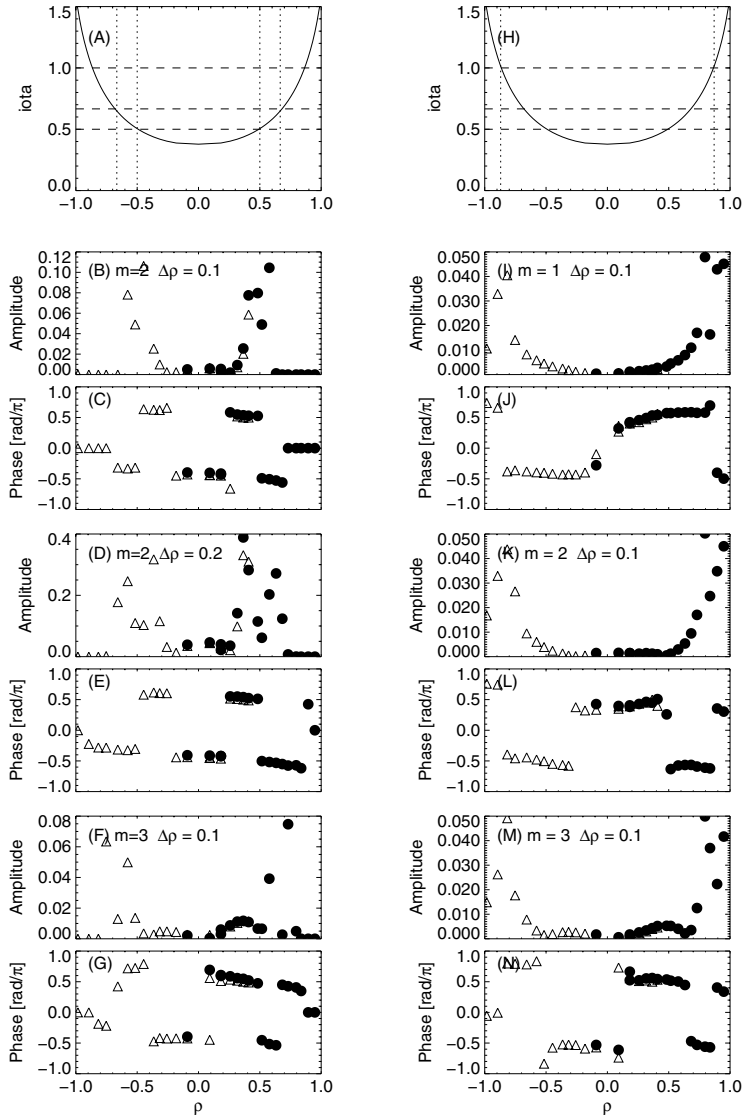 (A)
iota
1.5
1.0
0.5
0.0
-1.0 -0.5 0.0 0.5 1.0
(B) m=2 Δρ = 0.1
Amplitude
0.12
0.10
0.08
0.06
0.04
0.02
0.00
(C)
Phase [rad/π]
1.0
0.5
0.0
-0.5
-1.0
(D) m=2 Δρ = 0.2
Amplitude
0.4
0.2
0.0
(E)
Phase [rad/π]
1.0
0.5
0.0
-0.5
-1.0
(F) m=3 Δρ = 0.1
Amplitude
0.08
0.06
0.04
0.02
0.00
(G)
Phase [rad/π]
1.0
0.5
0.0
-0.5
-1.0
-1.0 -0.5 0.0 0.5 1.0
ρ
(H)
iota
1.5
1.0
0.5
0.0
-1.0 -0.5 0.0 0.5 1.0
(I) m = 1 Δρ = 0.1
Amplitude
0.050
0.040
0.030
0.020
0.010
0.000
(J)
Phase [rad/π]
1.0
0.5
0.0
-0.5
-1.0
(K) m = 2 Δρ = 0.1
Amplitude
0.050
0.040
0.030
0.020
0.010
0.000
(L)
Phase [rad/π]
1.0
0.5
0.0
-0.5
-1.0
(M) m = 3 Δρ = 0.1
Amplitude
0.050
0.040
0.030
0.020
0.010
0.000
(N)
Phase [rad/π]
1.0
0.5
0.0
-0.5
-1.0
-1.0 -0.5 0.0 0.5 1.0
ρ